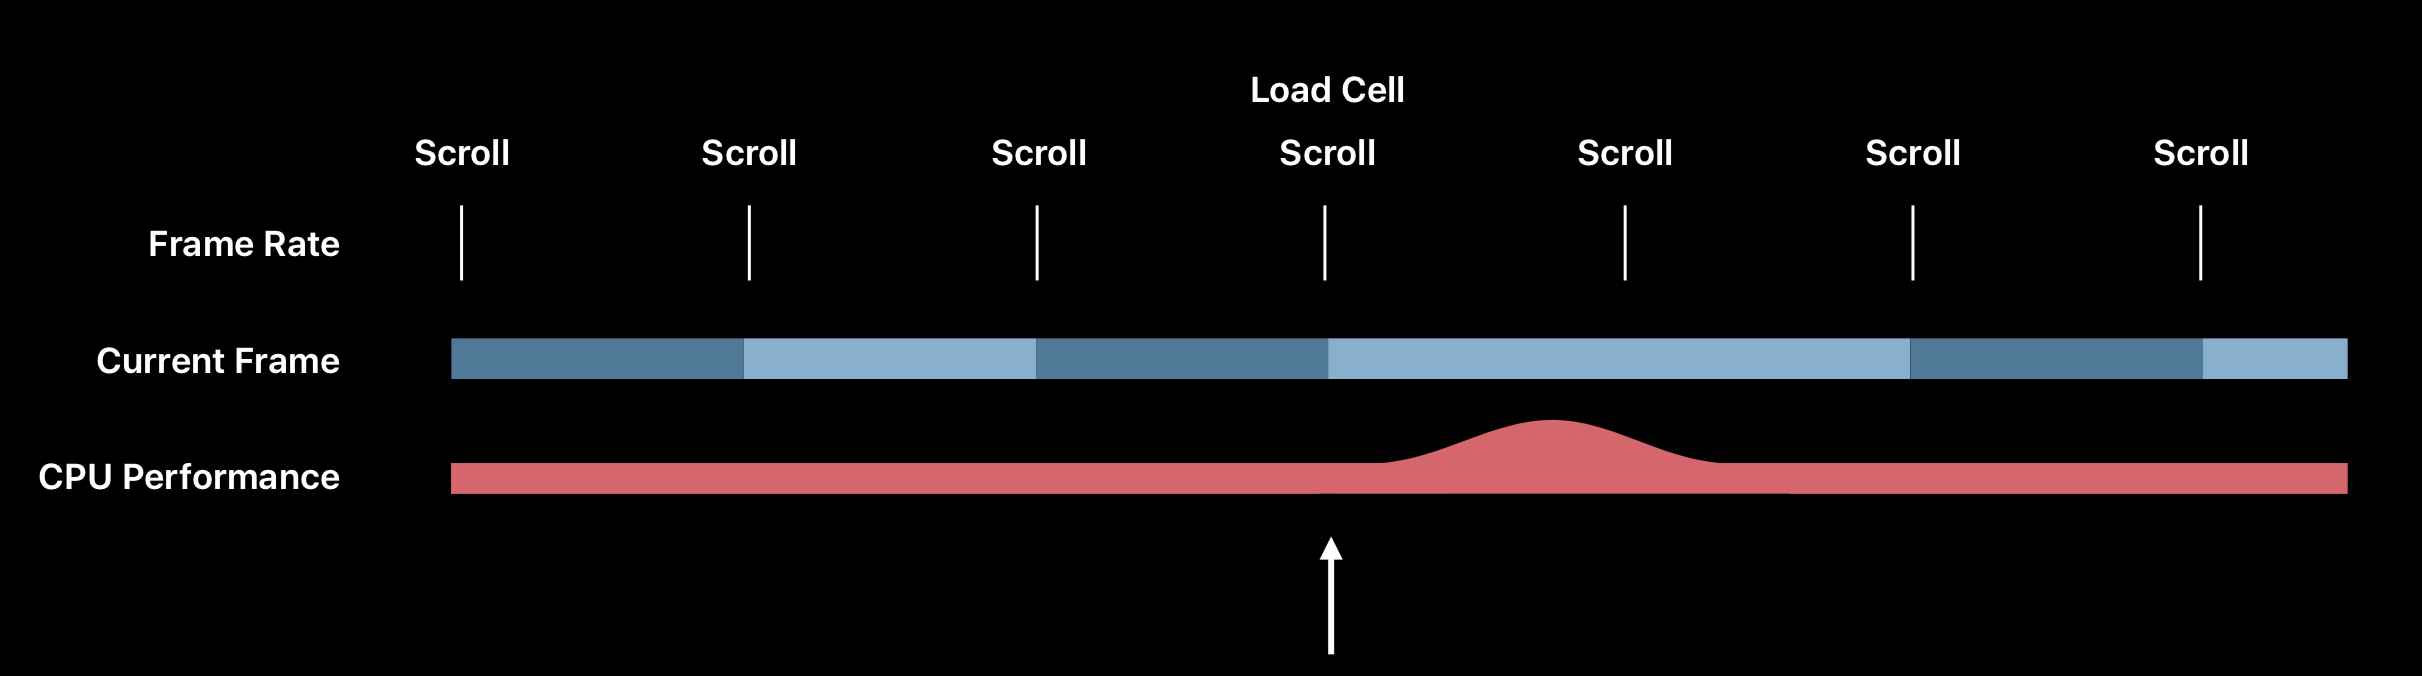 Load Cell
Scroll Scroll Scroll Scroll Scroll Scroll Scroll
Frame Rate
Current Frame
CPU Performance